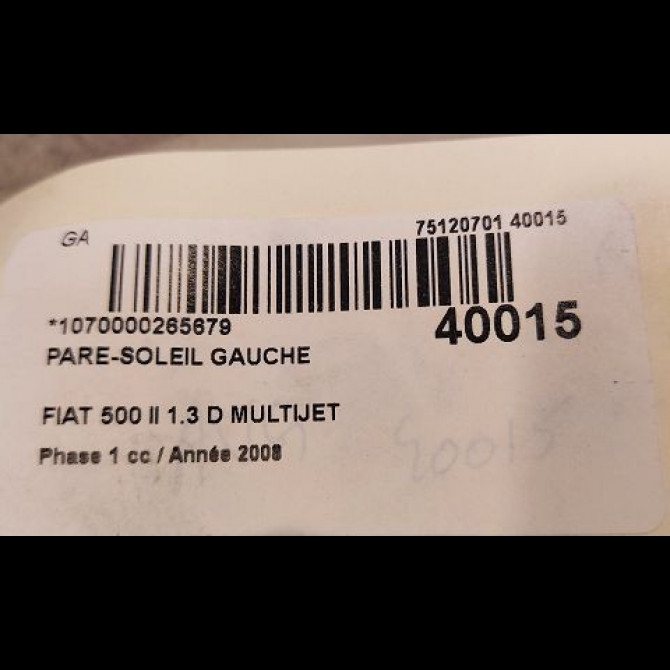 GA
75120701 40015
*1070000265679
40015
PARE-SOLEIL GAUCHE
FIAT 500 II 1.3 D MULTIJET
Phase 1 cc / Année 2008
40015